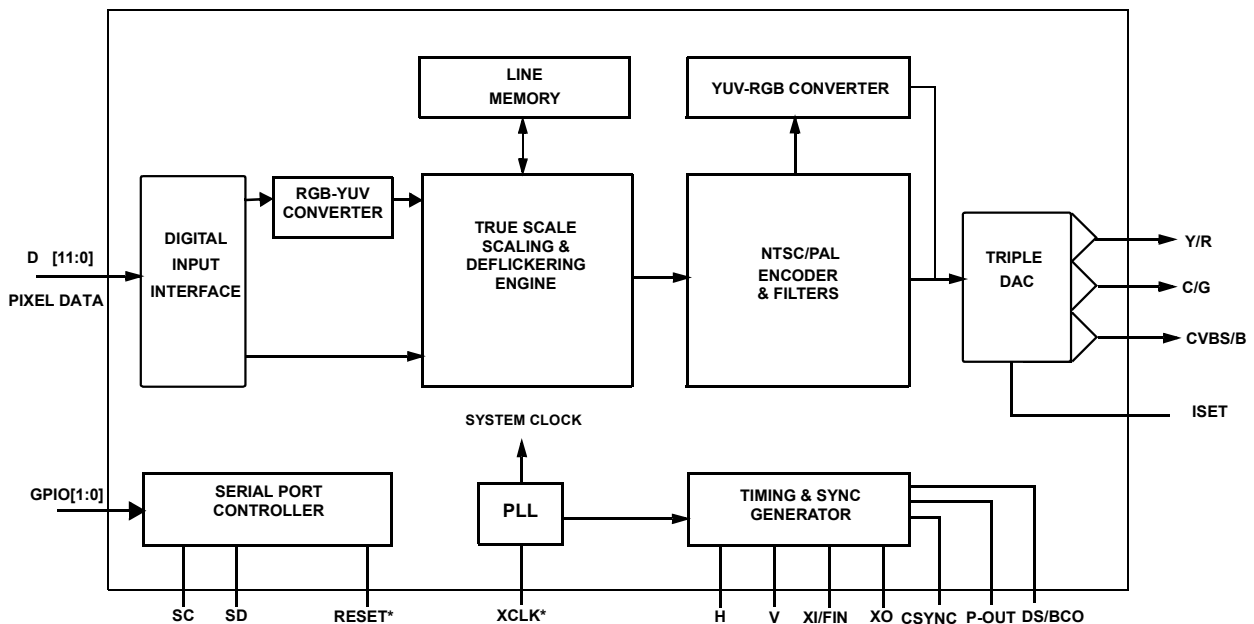 LINE
MEMORY
YUV-RGB CONVERTER
RGB-YUV
CONVERTER
DIGITAL
INPUT
INTERFACE
D [11:0]
PIXEL DATA
TRUE SCALE
SCALING &
DEFLICKERING
ENGINE
NTSC/PAL
ENCODER
& FILTERS
TRIPLE
DAC
Y/R
C/G
CVBS/B
ISET
SYSTEM CLOCK
GPIO[1:0]
SERIAL PORT
CONTROLLER
PLL
TIMING & SYNC
GENERATOR
SC SD RESET* XCLK* H V XI/FIN XO CSYNC P-OUT DS/BCO